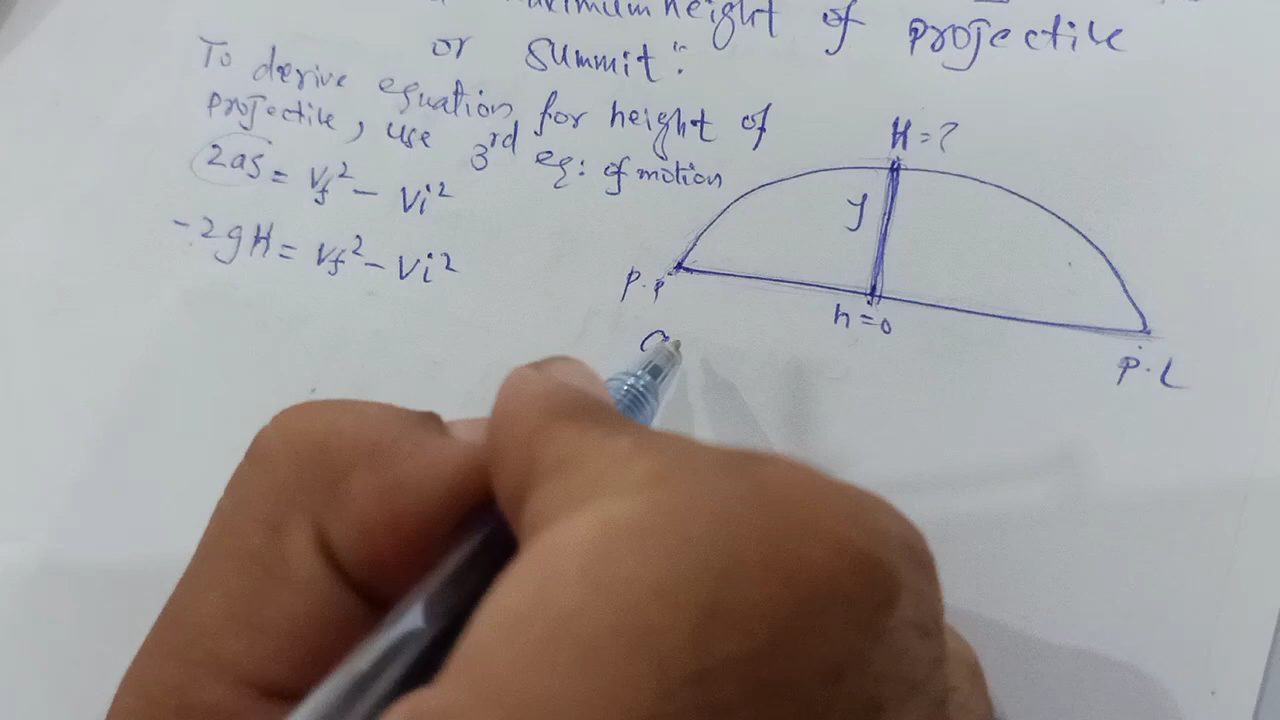 maximum height of projectile
or summit":
To derive equation for height of
projectile, use 3rd eq: of motion
2as = Vf² - Vi²
-2gH = Vf² - Vi²
H = ?
y
P.P
h = 0
P.L